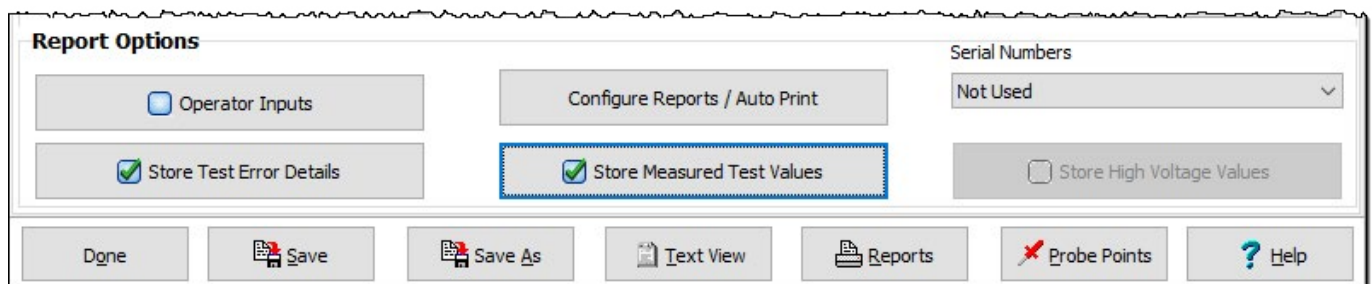 Report Options
Serial Numbers
Operator Inputs
Configure Reports / Auto Print
Not Used
Store Test Error Details
Store Measured Test Values
Store High Voltage Values
Done
Save
Save As
Text View
Reports
Probe Points
? Help